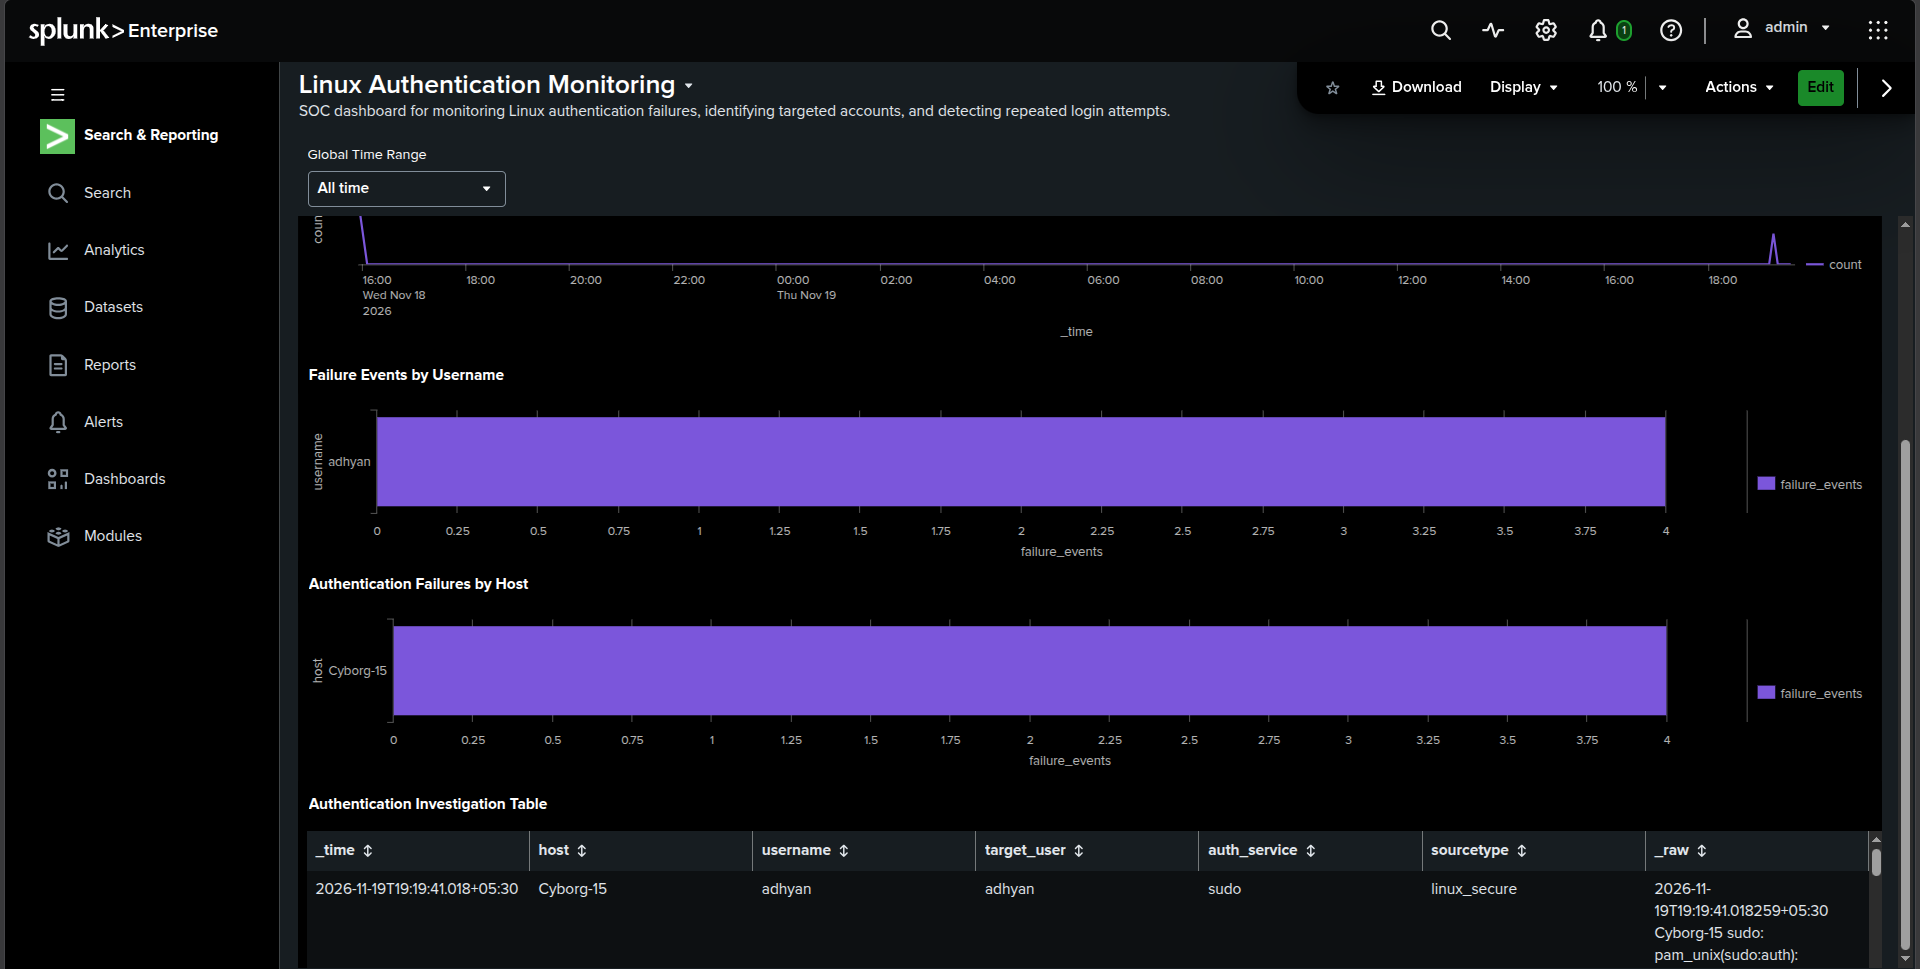 splunk> Enterprise
1
admin
Linux Authentication Monitoring
SOC dashboard for monitoring Linux authentication failures, identifying targeted accounts, and detecting repeated login attempts.
Download
Display
100 %
Actions
Edit
Search & Reporting
Search
Analytics
Datasets
Reports
Alerts
Dashboards
Modules
Global Time Range
All time
coun
16:00 18:00 20:00 22:00 00:00 02:00 04:00 06:00 08:00 10:00 12:00 14:00 16:00 18:00
Wed Nov 18 Thu Nov 19
2026
_time
count
Failure Events by Username
username
adhyan
0 0.25 0.5 0.75 1 1.25 1.5 1.75 2 2.25 2.5 2.75 3 3.25 3.5 3.75 4
failure_events
failure_events
Authentication Failures by Host
host
Cyborg-15
0 0.25 0.5 0.75 1 1.25 1.5 1.75 2 2.25 2.5 2.75 3 3.25 3.5 3.75 4
failure_events
failure_events
Authentication Investigation Table
_time host username target_user auth_service sourcetype _raw
2026-11-19T19:19:41.018+05:30 Cyborg-15 adhyan adhyan sudo linux_secure 2026-11-
19T19:19:41.018259+05:30
Cyborg-15 sudo:
pam_unix(sudo:auth):